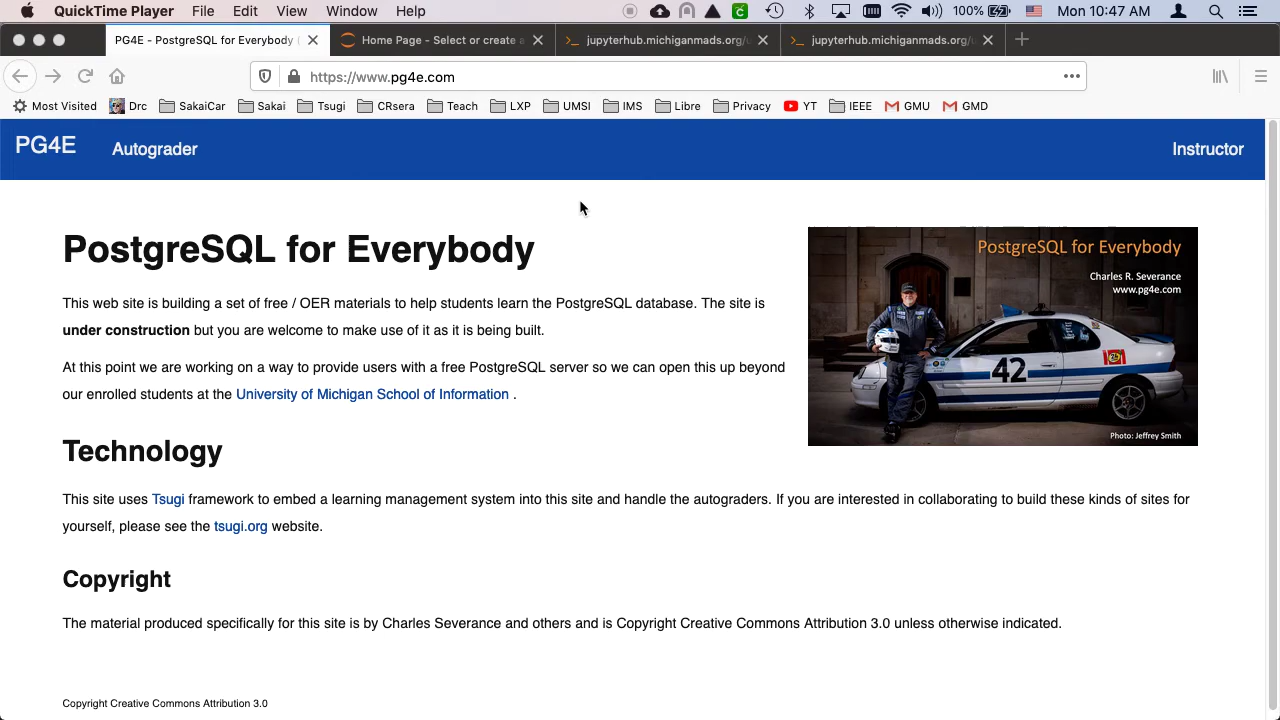 QuickTime Player File Edit View Window Help 100% Mon 10:47 AM
PG4E - PostgreSQL for Everybody ( Home Page - Select or create a jupyterhub.michiganmads.org/u jupyterhub.michiganmads.org/u
https://www.pg4e.com
Most Visited Drc SakaiCar Sakai Tsugi CRsera Teach LXP UMSI IMS Libre Privacy YT IEEE GMU GMD
PG4E Autograder Instructor
PostgreSQL for Everybody
This web site is building a set of free / OER materials to help students learn the PostgreSQL database. The site is
under construction but you are welcome to make use of it as it is being built.
At this point we are working on a way to provide users with a free PostgreSQL server so we can open this up beyond
our enrolled students at the University of Michigan School of Information .
PostgreSQL for Everybody
Charles R. Severance
www.pg4e.com
42
Photo: Jeffrey Smith
Technology
This site uses Tsugi framework to embed a learning management system into this site and handle the autograders. If you are interested in collaborating to build these kinds of sites for
yourself, please see the tsugi.org website.
Copyright
The material produced specifically for this site is by Charles Severance and others and is Copyright Creative Commons Attribution 3.0 unless otherwise indicated.
Copyright Creative Commons Attribution 3.0